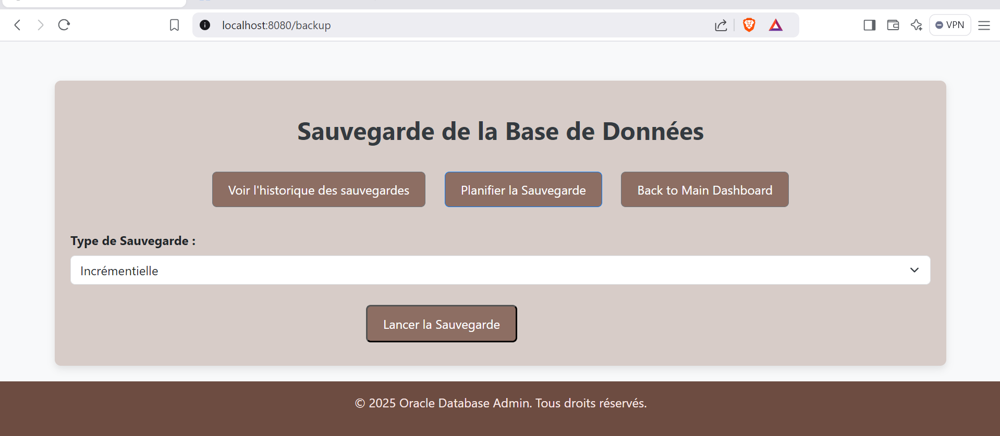 localhost:8080/backup
VPN
Sauvegarde de la Base de Données
Voir l'historique des sauvegardes
Planifier la Sauvegarde
Back to Main Dashboard
Type de Sauvegarde :
Incrémentielle
Lancer la Sauvegarde
© 2025 Oracle Database Admin. Tous droits réservés.